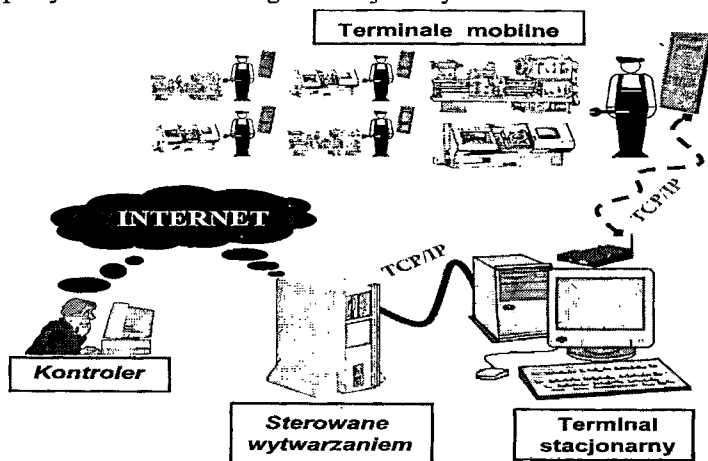 Terminale mobilne
TCP/IP
INTERNET
TCP/IP
Kontroler
Sterowane
wytwarzaniem
Terminal
stacjonarny